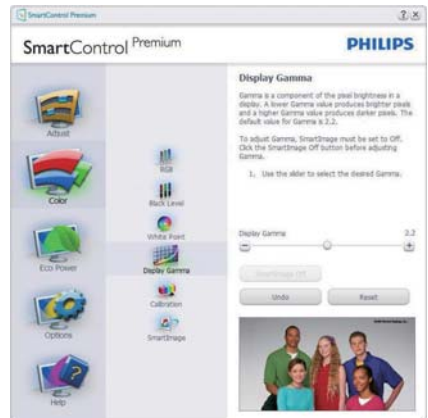 SmartControl Premium
SmartControl Premium
PHILIPS
Adjust
Color
Eco Power
Options
Help
RGB
Black Level
White Point
Display Gamma
Calibration
SmartImage
Display Gamma
Gamma is a component of the pixel brightness in a
display. A lower Gamma value produces brighter pixels
and a higher Gamma value produces darker pixels. The
default value for Gamma is 2.2.
To adjust Gamma, SmartImage must be set to Off.
Click the SmartImage Off button before adjusting
Gamma.
1. Use the slider to select the desired Gamma.
Display Gamma 2.2
SmartImage Off
Undo Reset